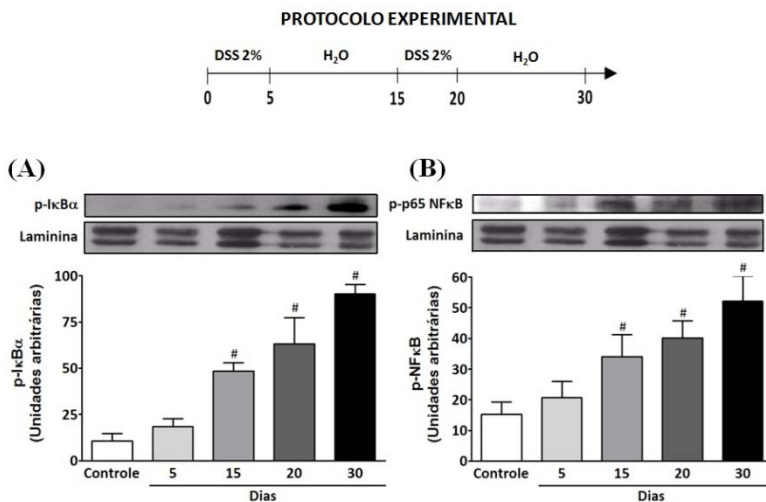 PROTOCOLO EXPERIMENTAL
DSS 2% H₂O DSS 2% H₂O
0 5 15 20 30
(A)
p-IκBα
Laminina
p-IκBα
(Unidades arbitrárias)
100
75
50
25
0
# # #
Controle 5 15 20 30
Dias
(B)
p-p65 NFκB
Laminina
p-NFκB
(Unidades arbitrárias)
60
50
40
30
20
10
0
# # #
Controle 5 15 20 30
Dias